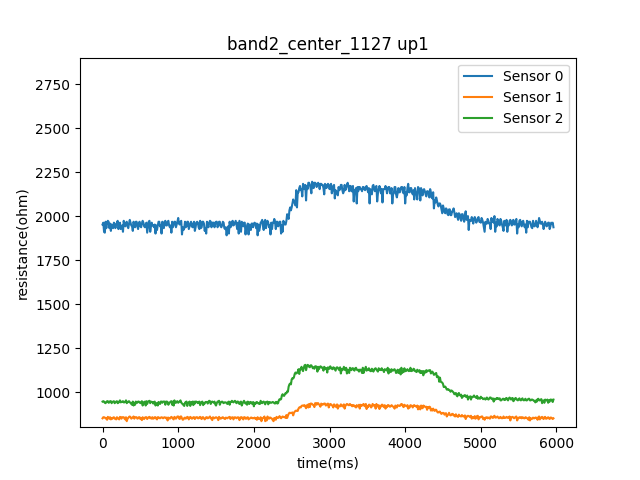 band2_center_1127 up1
Sensor 0
Sensor 1
Sensor 2
resistance(ohm)
2750
2500
2250
2000
1750
1500
1250
1000
0 1000 2000 3000 4000 5000 6000
time(ms)